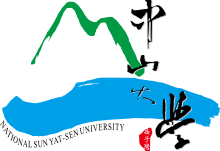 中山大學
NATIONAL SUN YAT-SEN UNIVERSITY